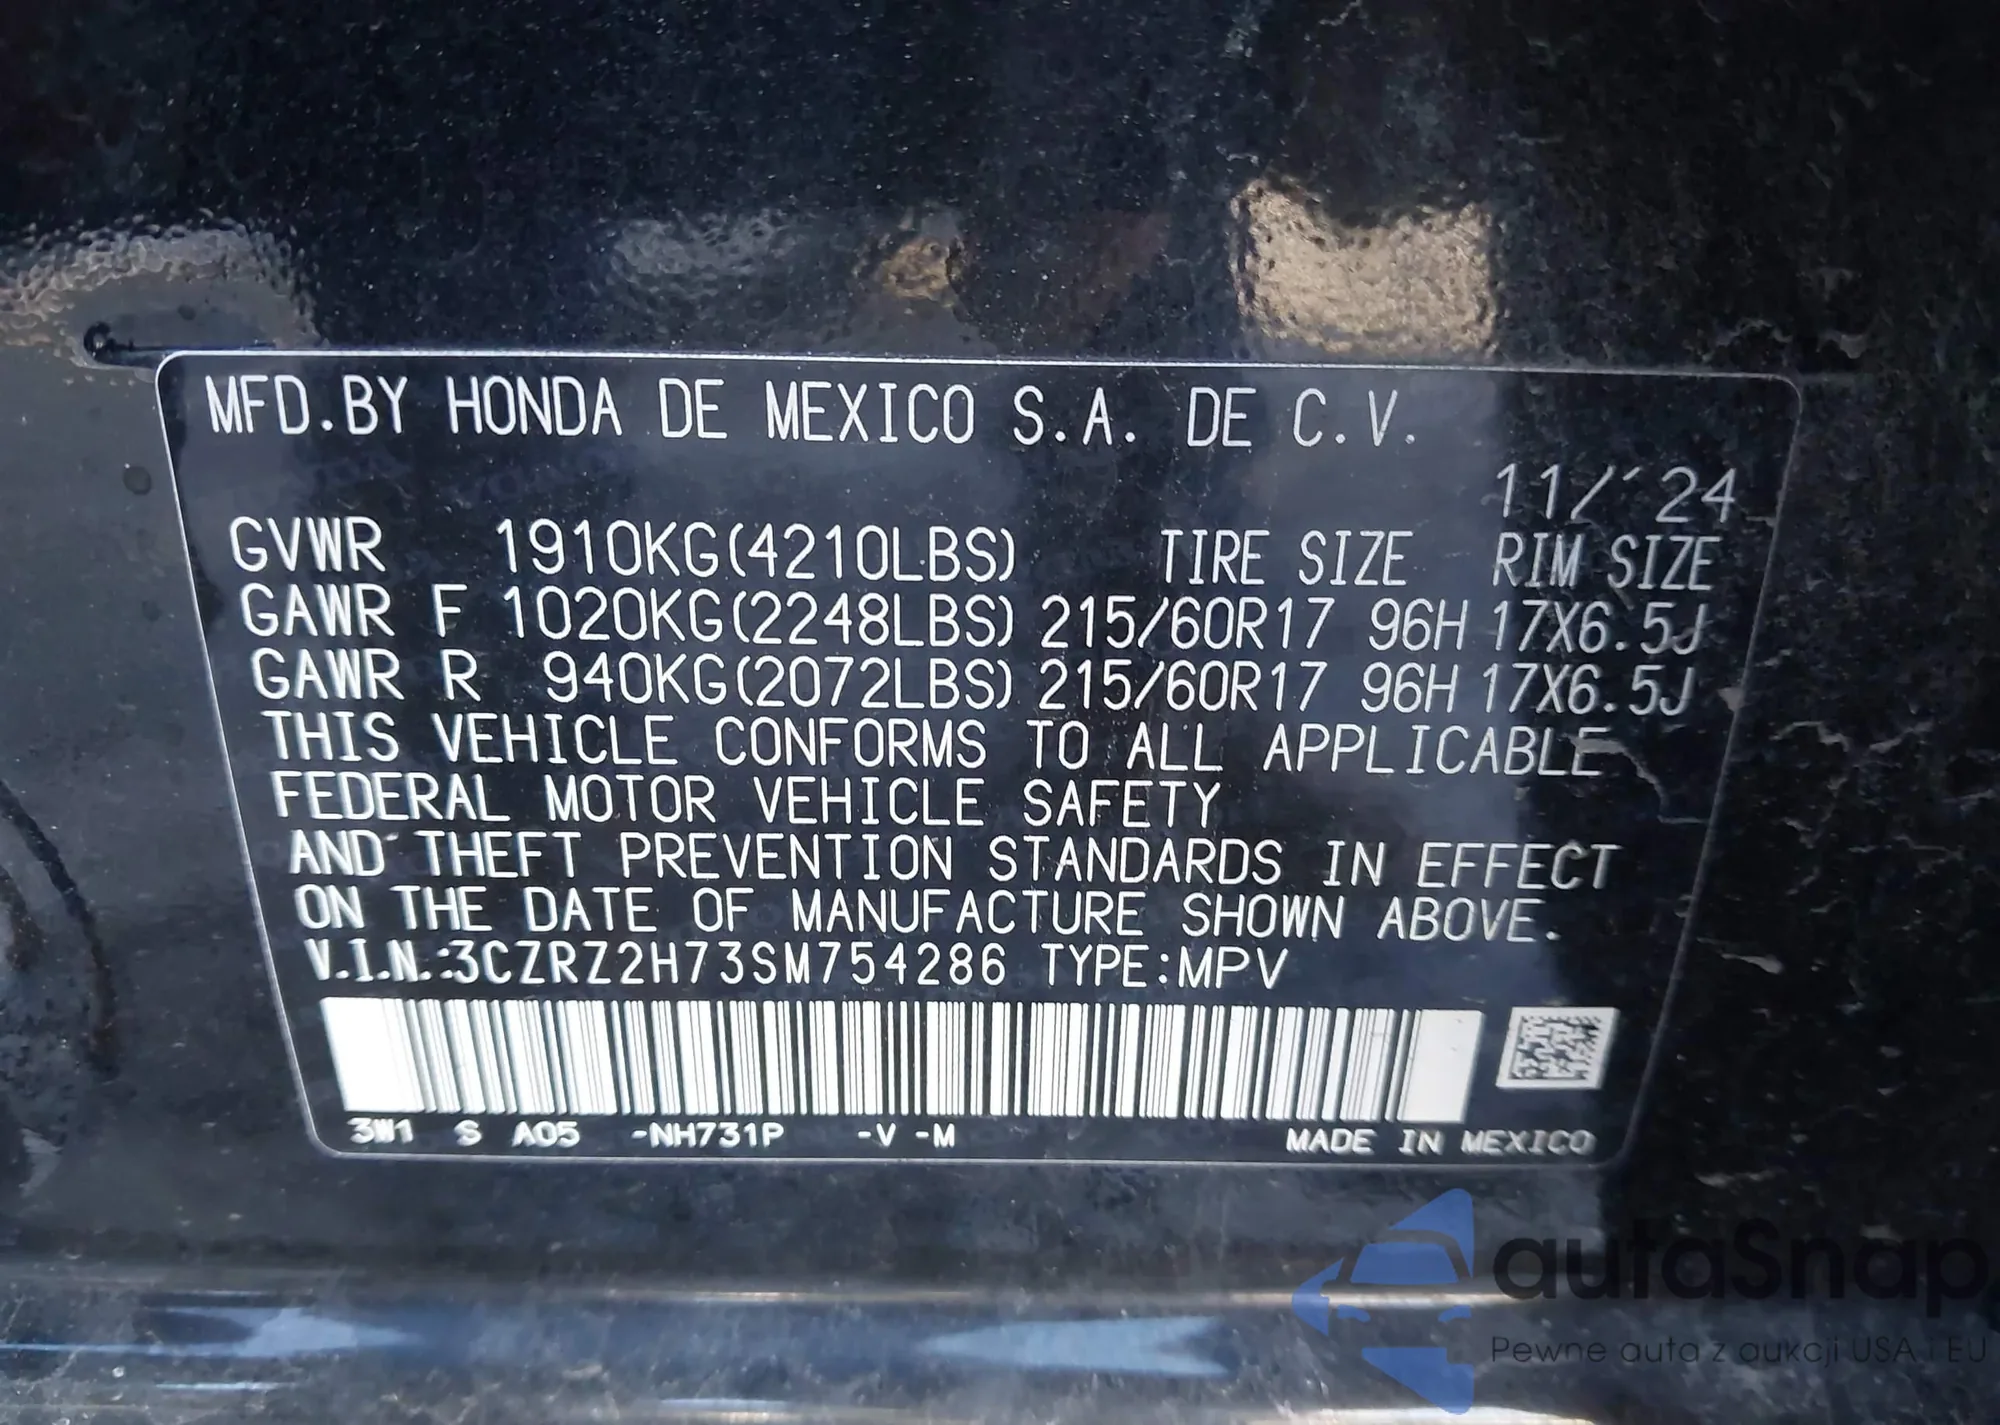 MFD.BY HONDA DE MEXICO S.A. DE C.V.
11/´24
GVWR 1910KG(4210LBS) TIRE SIZE RIM SIZE
GAWR F 1020KG(2248LBS) 215/60R17 96H 17X6.5J
GAWR R 940KG(2072LBS) 215/60R17 96H 17X6.5J
THIS VEHICLE CONFORMS TO ALL APPLICABLE
FEDERAL MOTOR VEHICLE SAFETY
AND THEFT PREVENTION STANDARDS IN EFFECT
ON THE DATE OF MANUFACTURE SHOWN ABOVE.
V.I.N.:3CZRZ2H73SM754286 TYPE:MPV
3W1 S A05 -NH731P -V -M MADE IN MEXICO
autaSnap
Pewne auta z aukcji USA i EU